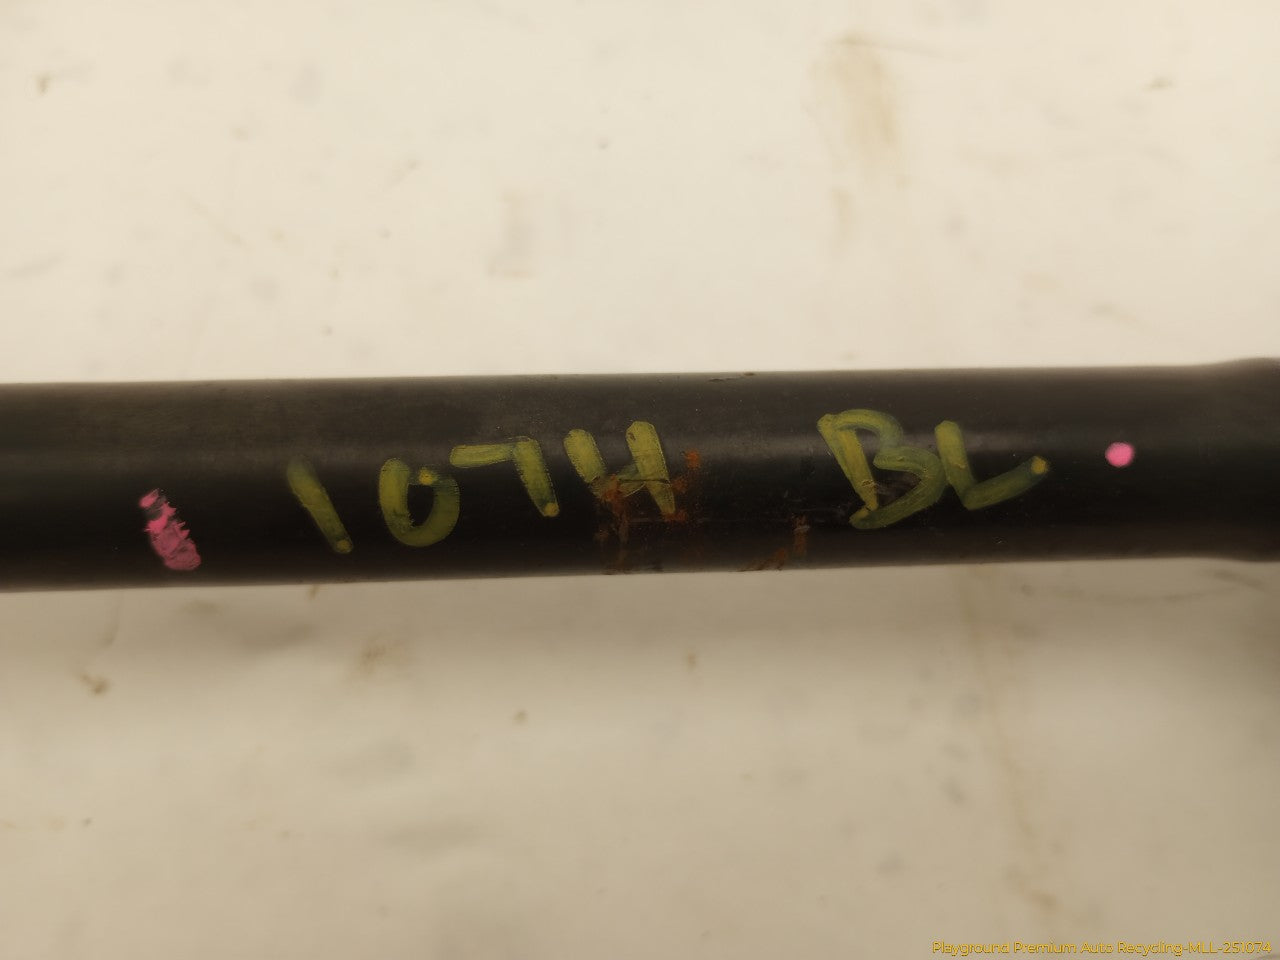 1074 BL
Playground Premium Auto Recycling-MLL-251074